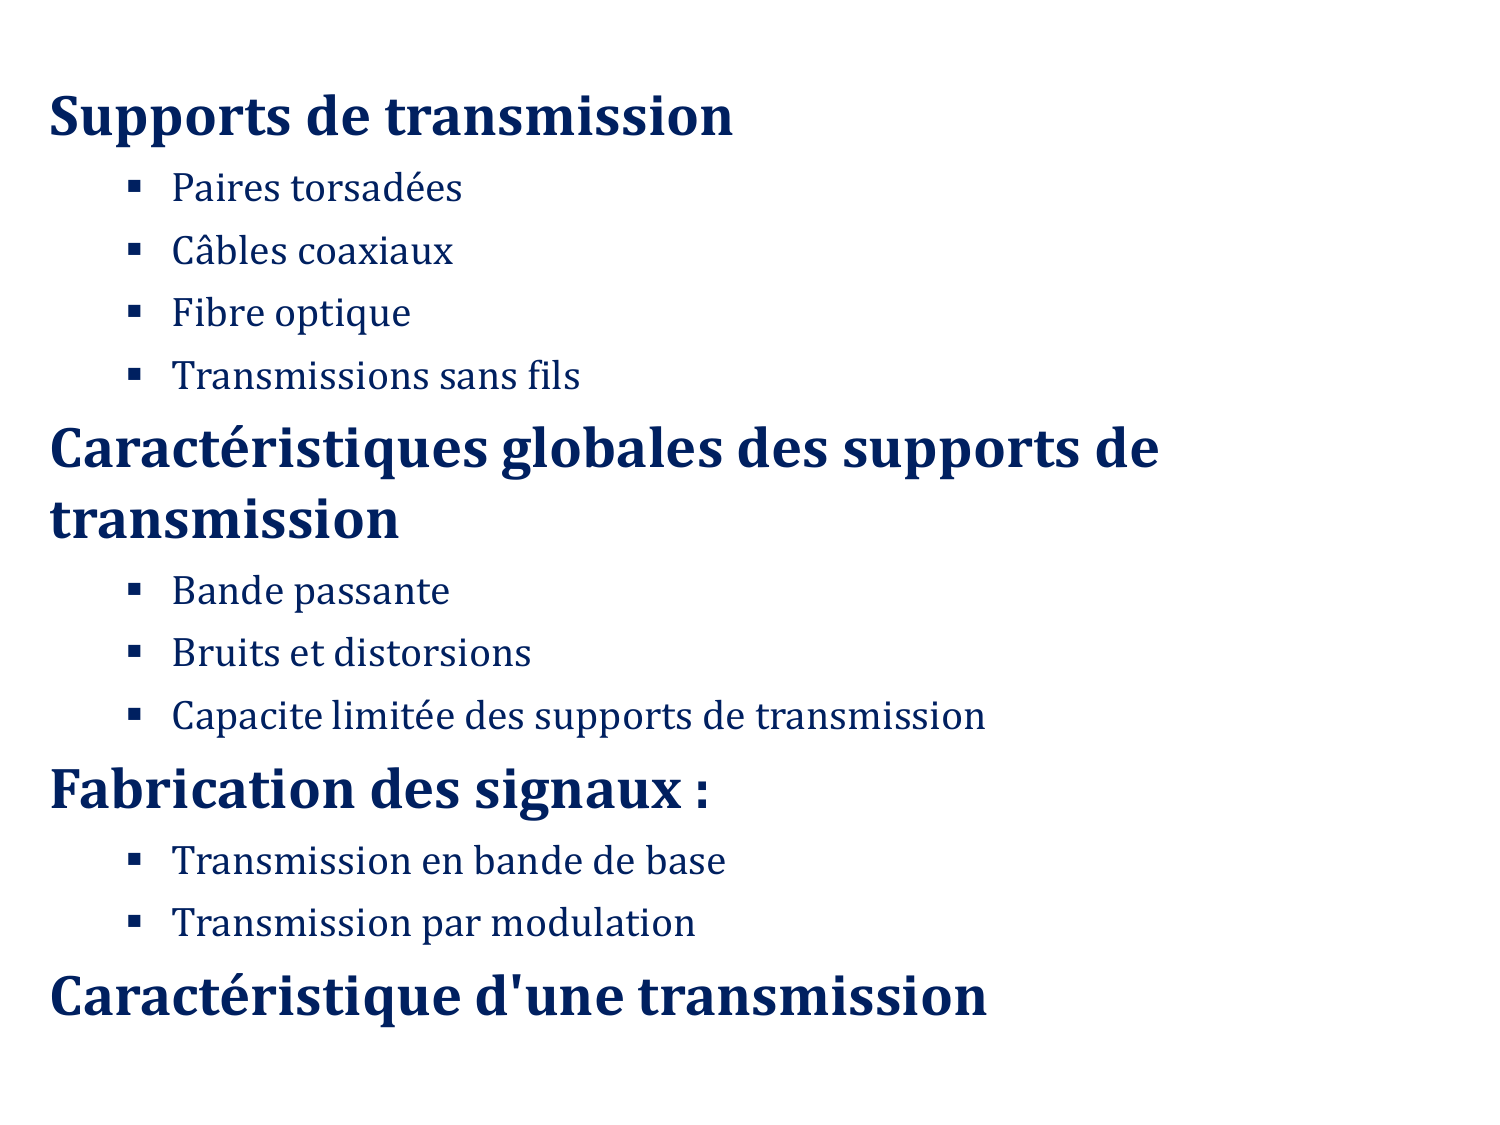 Supports de transmission
▪ Paires torsadées
▪ Câbles coaxiaux
▪ Fibre optique
▪ Transmissions sans fils
Caractéristiques globales des supports de
transmission
▪ Bande passante
▪ Bruits et distorsions
▪ Capacite limitée des supports de transmission
Fabrication des signaux :
▪ Transmission en bande de base
▪ Transmission par modulation
Caractéristique d'une transmission